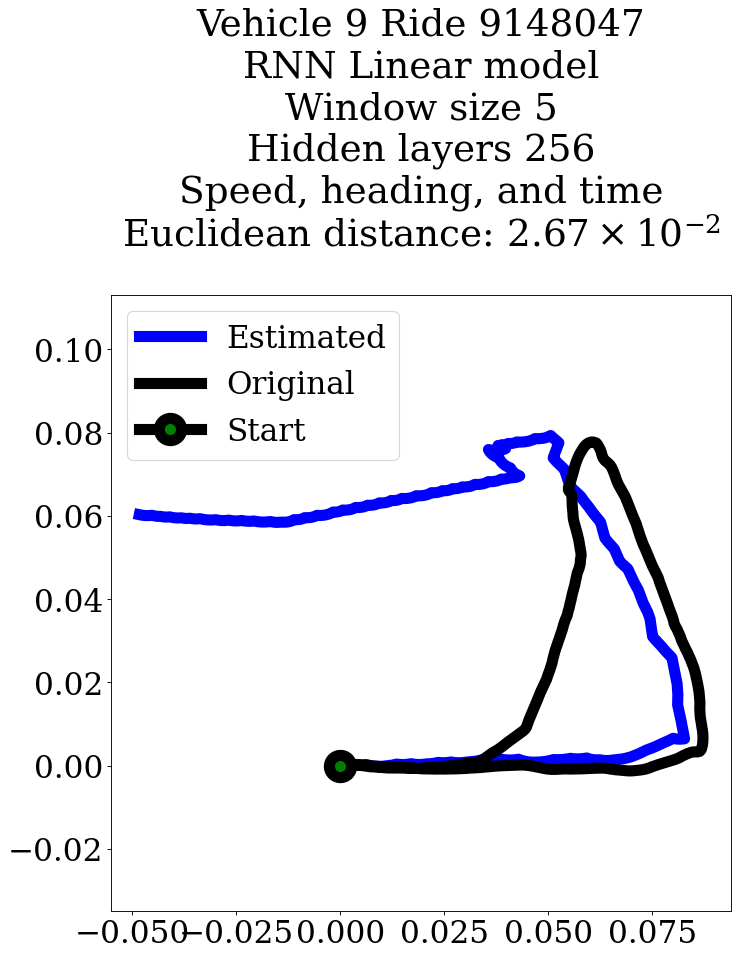 Vehicle 9 Ride 9148047
RNN Linear model
Window size 5
Hidden layers 256
Speed, heading, and time
Euclidean distance: 2.67 × 10⁻²
Estimated
Original
Start
0.10
0.08
0.06
0.04
0.02
0.00
−0.02
−0.050 −0.025 0.000 0.025 0.050 0.075